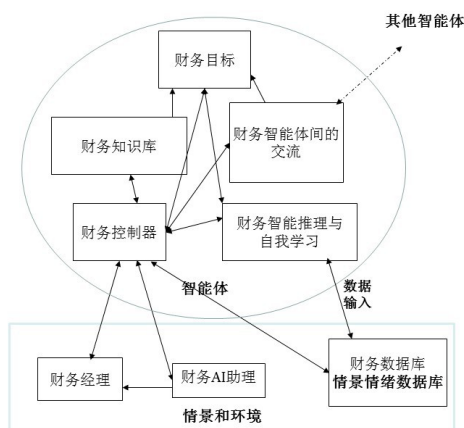 其他智能体
财务目标
财务智能体间的
交流
财务知识库
财务控制器
财务智能推理与
自我学习
智能体
数据
输入
财务经理
财务AI助理
财务数据库
情景情绪数据库
情景和环境